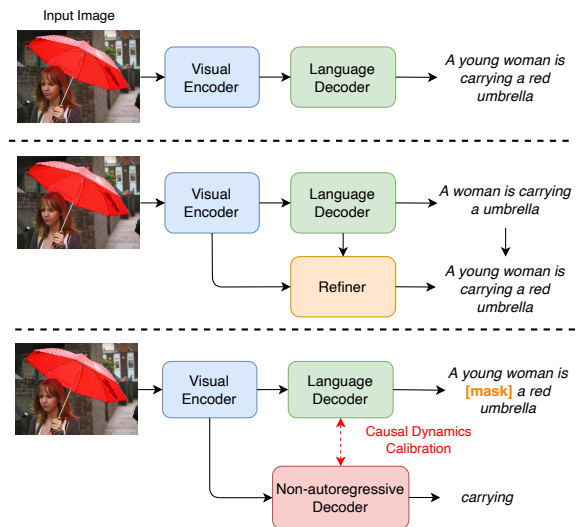 Input Image
Visual
Encoder
Language
Decoder
A young woman is
carrying a red
umbrella
Visual
Encoder
Language
Decoder
A woman is carrying
a umbrella
Refiner
A young woman is
carrying a red
umbrella
Visual
Encoder
Language
Decoder
A young woman is
[mask] a red
umbrella
Causal Dynamics
Calibration
Non-autoregressive
Decoder
carrying